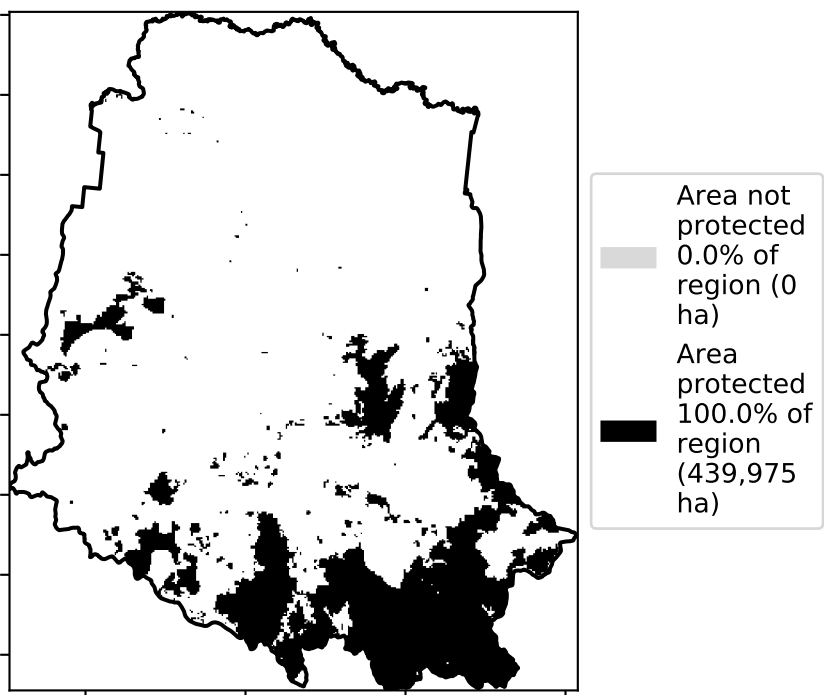 Area not
protected
0.0% of
region (0
ha)
Area
protected
100.0% of
region
(439,975
ha)